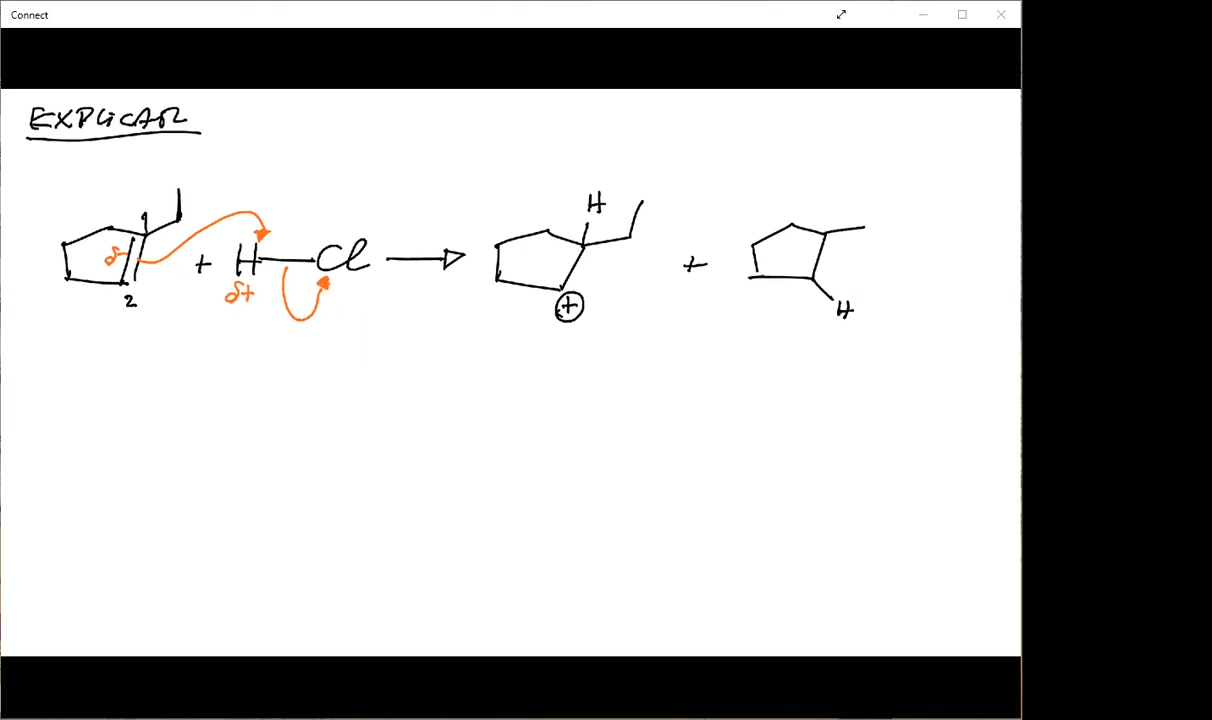 Connect
EXPLICAR
1 H
δ- + H Cl +
2 δ+ + H